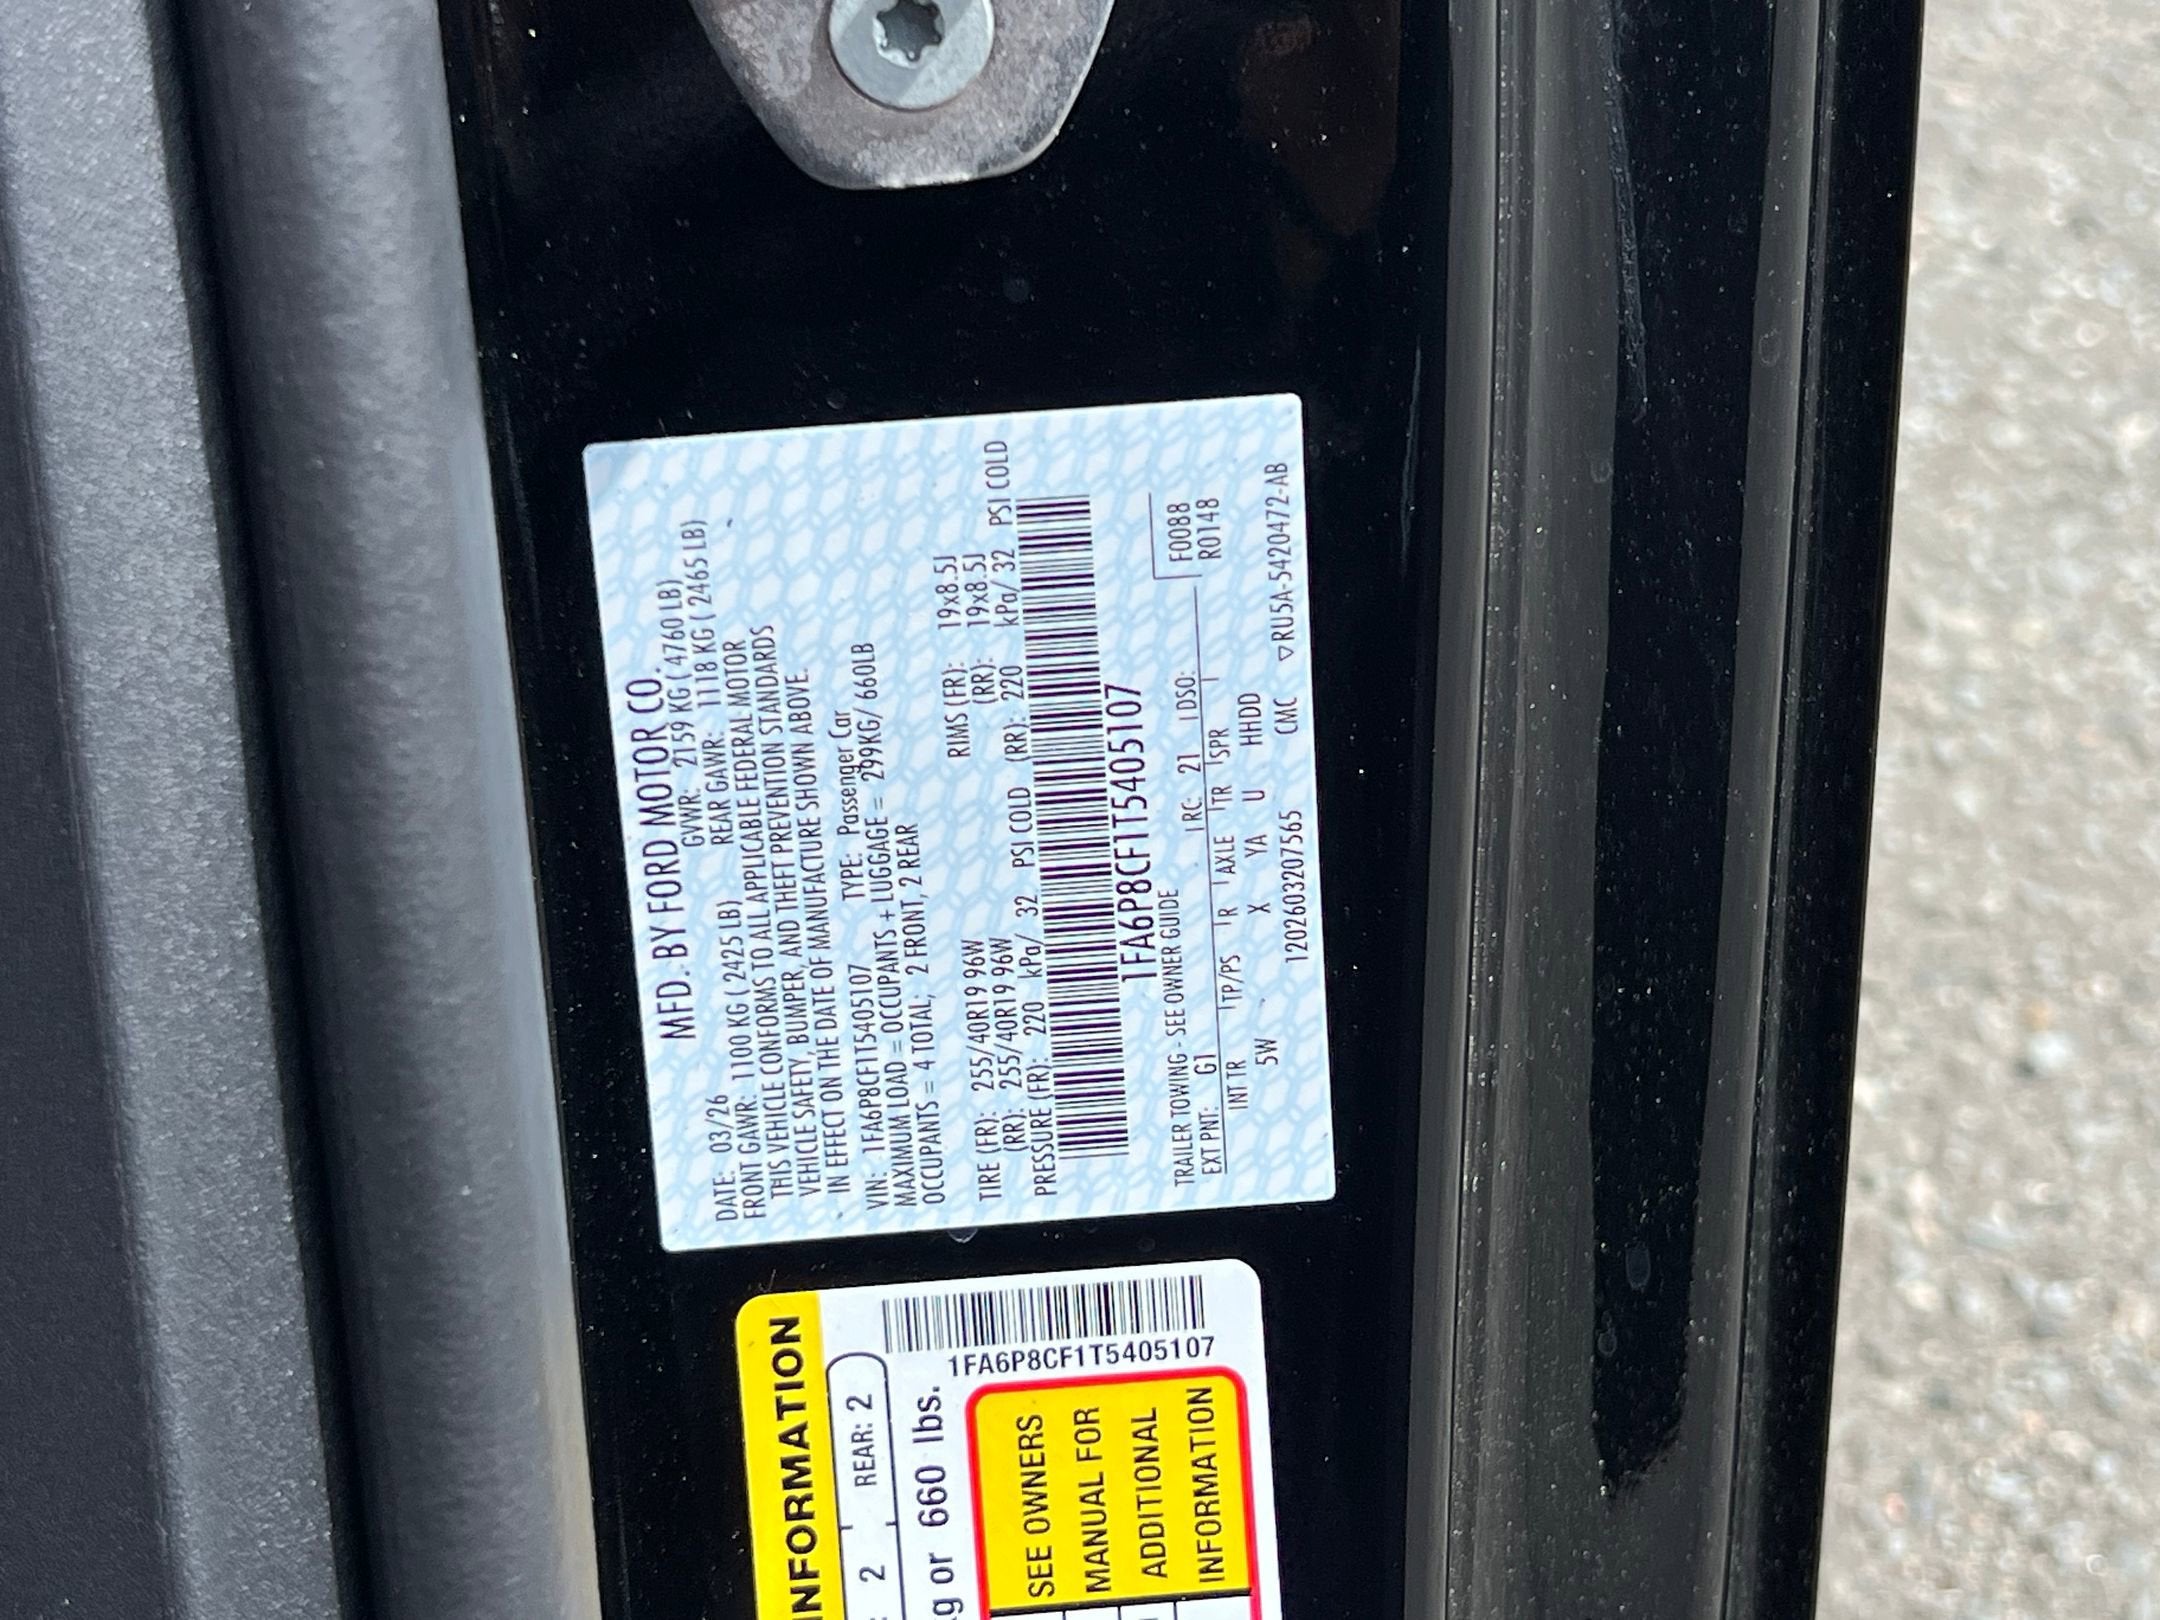 MFD. BY FORD MOTOR CO.
DATE: 03/26 GVWR: 2159 KG ( 4760 LB)
FRONT GAWR: 1100 KG ( 2425 LB) REAR GAWR: 1118 KG ( 2465 LB)
THIS VEHICLE CONFORMS TO ALL APPLICABLE FEDERAL MOTOR
VEHICLE SAFETY, BUMPER, AND THEFT PREVENTION STANDARDS
IN EFFECT ON THE DATE OF MANUFACTURE SHOWN ABOVE.
VIN: 1FA6P8CF1T5405107 TYPE: Passenger Car
MAXIMUM LOAD = OCCUPANTS + LUGGAGE = 299KG/ 660LB
OCCUPANTS = 4 TOTAL; 2 FRONT, 2 REAR
TIRE (FR): 255/40R19 96W RIMS (FR): 19x8.5J
(RR): 255/40R19 96W (RR): 19x8.5J
PRESSURE (FR): 220 kPa/ 32 PSI COLD (RR): 220 kPa/ 32 PSI COLD
1FA6P8CF1T5405107
TRAILER TOWING - SEE OWNER GUIDE
F0088
R0148
EXT PNT: G1 RC: 21 DSO:
INT TR TP/PS R AXLE TR SPR
5W X YA U HHDD
120260320​7565 CMC ▽RU5A-5420472-AB
INFORMATION
2 REAR: 2
g or 660 lbs.
1FA6P8CF1T5405107
SEE OWNERS
MANUAL FOR
ADDITIONAL
INFORMATION